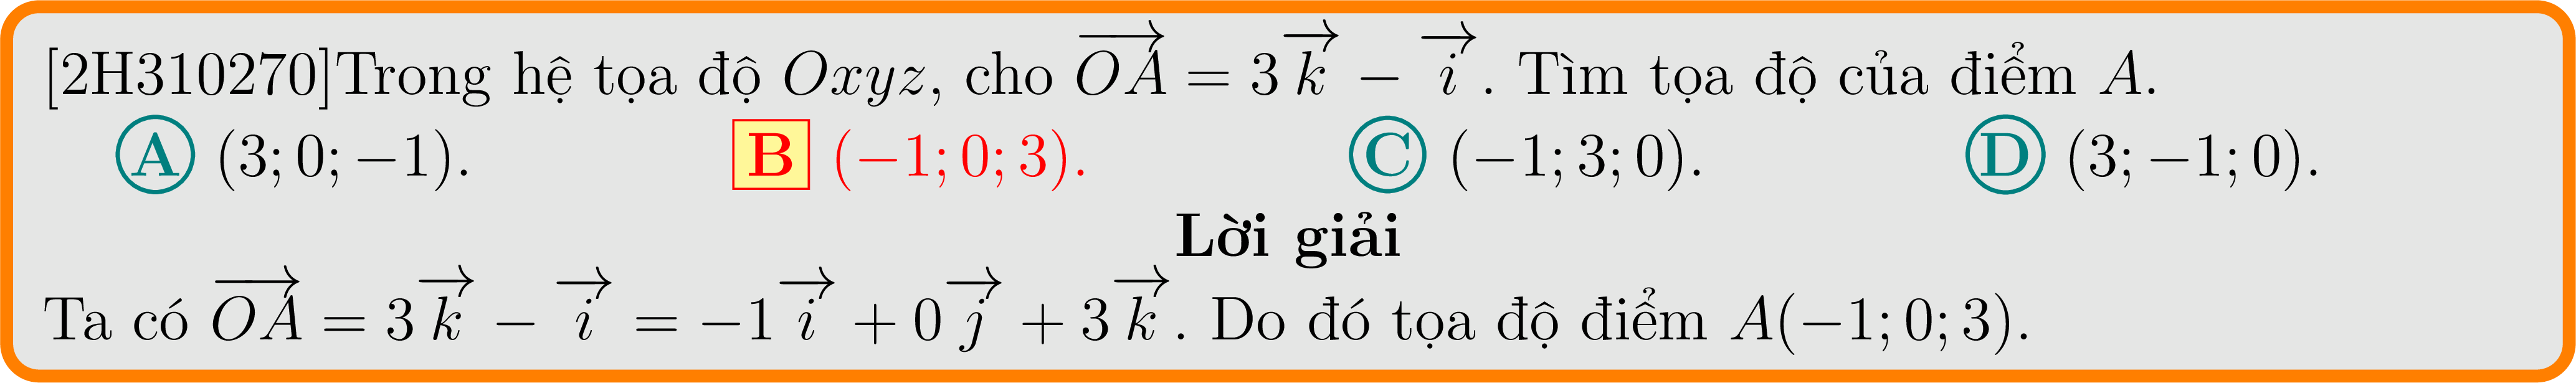 [2H310270]Trong hệ tọa độ Oxyz, cho $\overrightarrow{OA} = 3\overrightarrow{k} - \overrightarrow{i}$. Tìm tọa độ của điểm A.
A (3; 0; −1). B (−1; 0; 3). C (−1; 3; 0). D (3; −1; 0).
Lời giải
Ta có $\overrightarrow{OA} = 3\overrightarrow{k} - \overrightarrow{i} = -1\overrightarrow{i} + 0\overrightarrow{j} + 3\overrightarrow{k}$. Do đó tọa độ điểm A(−1; 0; 3).